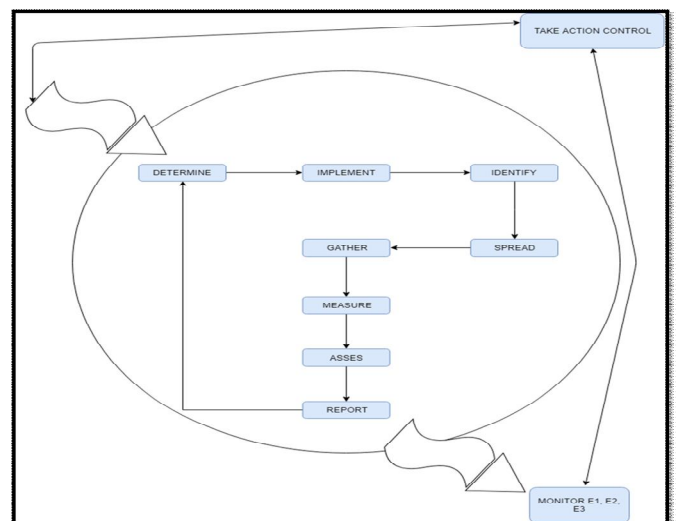 TAKE ACTION CONTROL
DETERMINE
IMPLEMENT
IDENTIFY
GATHER
SPREAD
MEASURE
ASSES
REPORT
MONITOR E1, E2,
E3